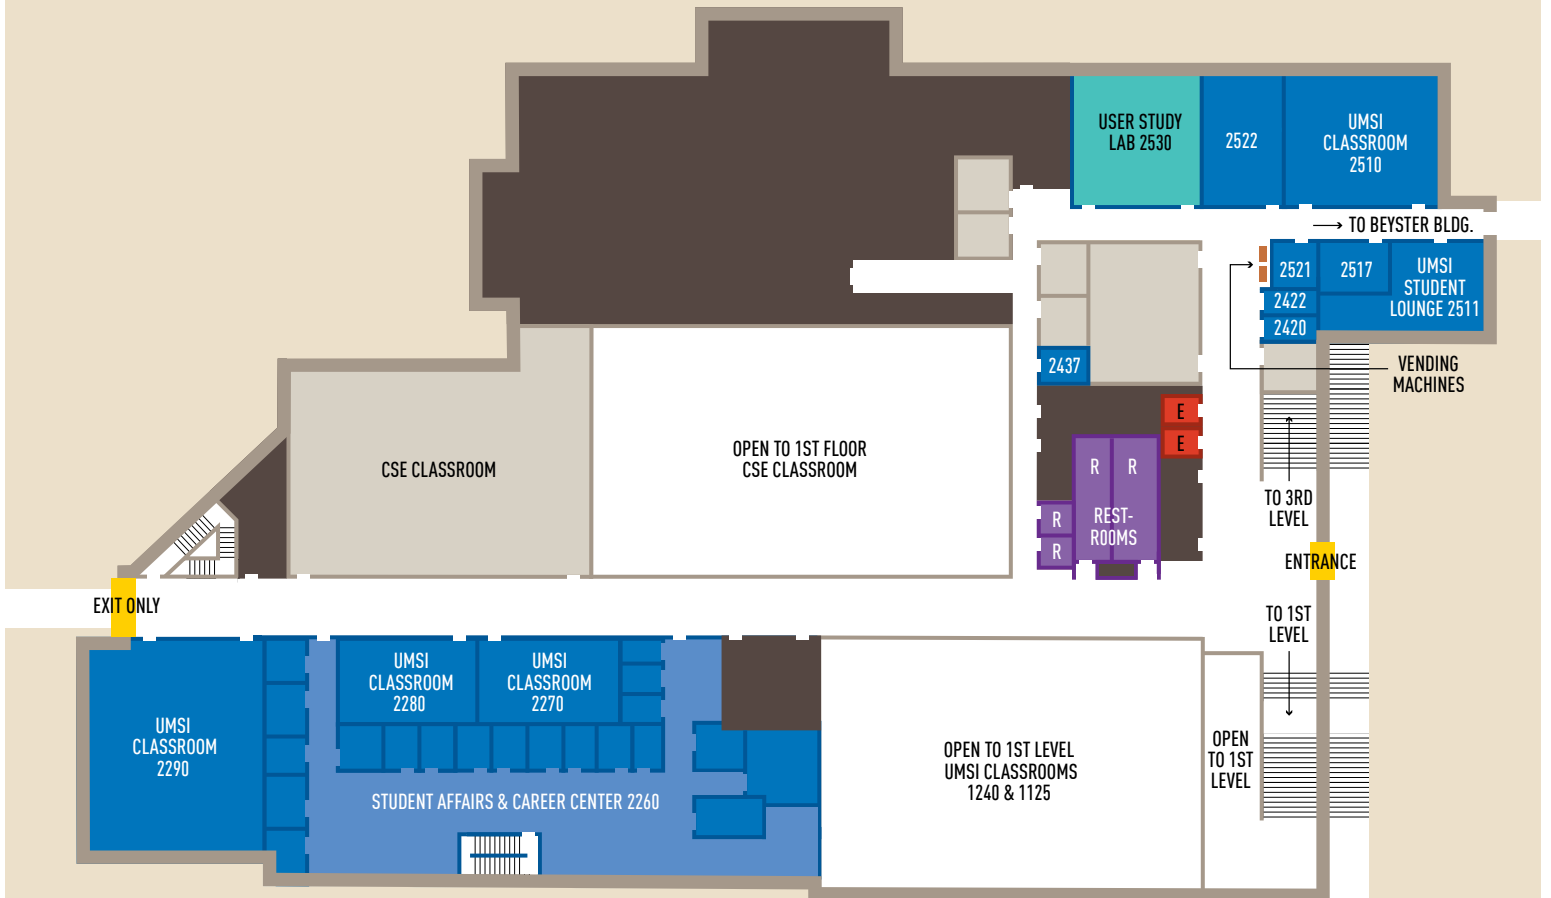 USER STUDY
LAB 2530
2522
UMSI
CLASSROOM
2510
TO BEYSTER BLDG.
2521
2517
UMSI
STUDENT
LOUNGE 2511
2422
2420
2437
VENDING
MACHINES
E
E
CSE CLASSROOM
OPEN TO 1ST FLOOR
CSE CLASSROOM
R
R
R
R
REST-
ROOMS
TO 3RD
LEVEL
ENTRANCE
EXIT ONLY
TO 1ST
LEVEL
UMSI
CLASSROOM
2290
UMSI
CLASSROOM
2280
UMSI
CLASSROOM
2270
STUDENT AFFAIRS & CAREER CENTER 2260
OPEN TO 1ST LEVEL
UMSI CLASSROOMS
1240 & 1125
OPEN
TO 1ST
LEVEL